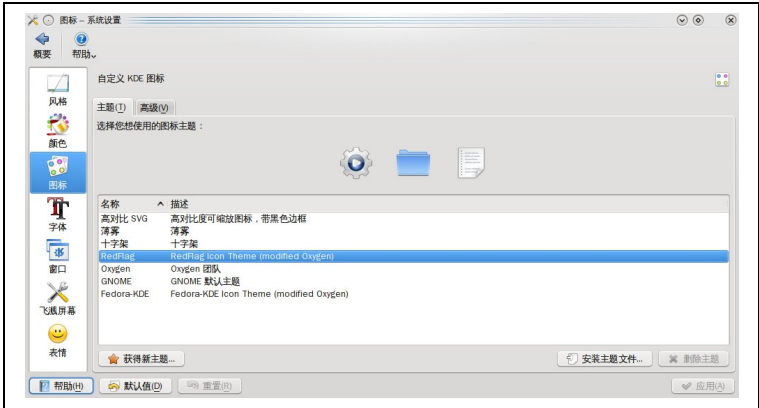 图标 – 系统设置
概要 帮助
自定义 KDE 图标
主题(T) 高级(V)
选择您想使用的图标主题：
风格
颜色
图标
字体
窗口
飞溅屏幕
表情
名称 描述
高对比 SVG 高对比度可缩放图标，带黑色边框
薄雾 薄雾
十字架 十字架
RedFlag RedFlag Icon Theme (modified Oxygen)
Oxygen Oxygen 团队
GNOME GNOME 默认主题
Fedora-KDE Fedora-KDE Icon Theme (modified Oxygen)
获得新主题... 安装主题文件... 删除主题
帮助(H) 默认值(D) 重置(R) 应用(A)